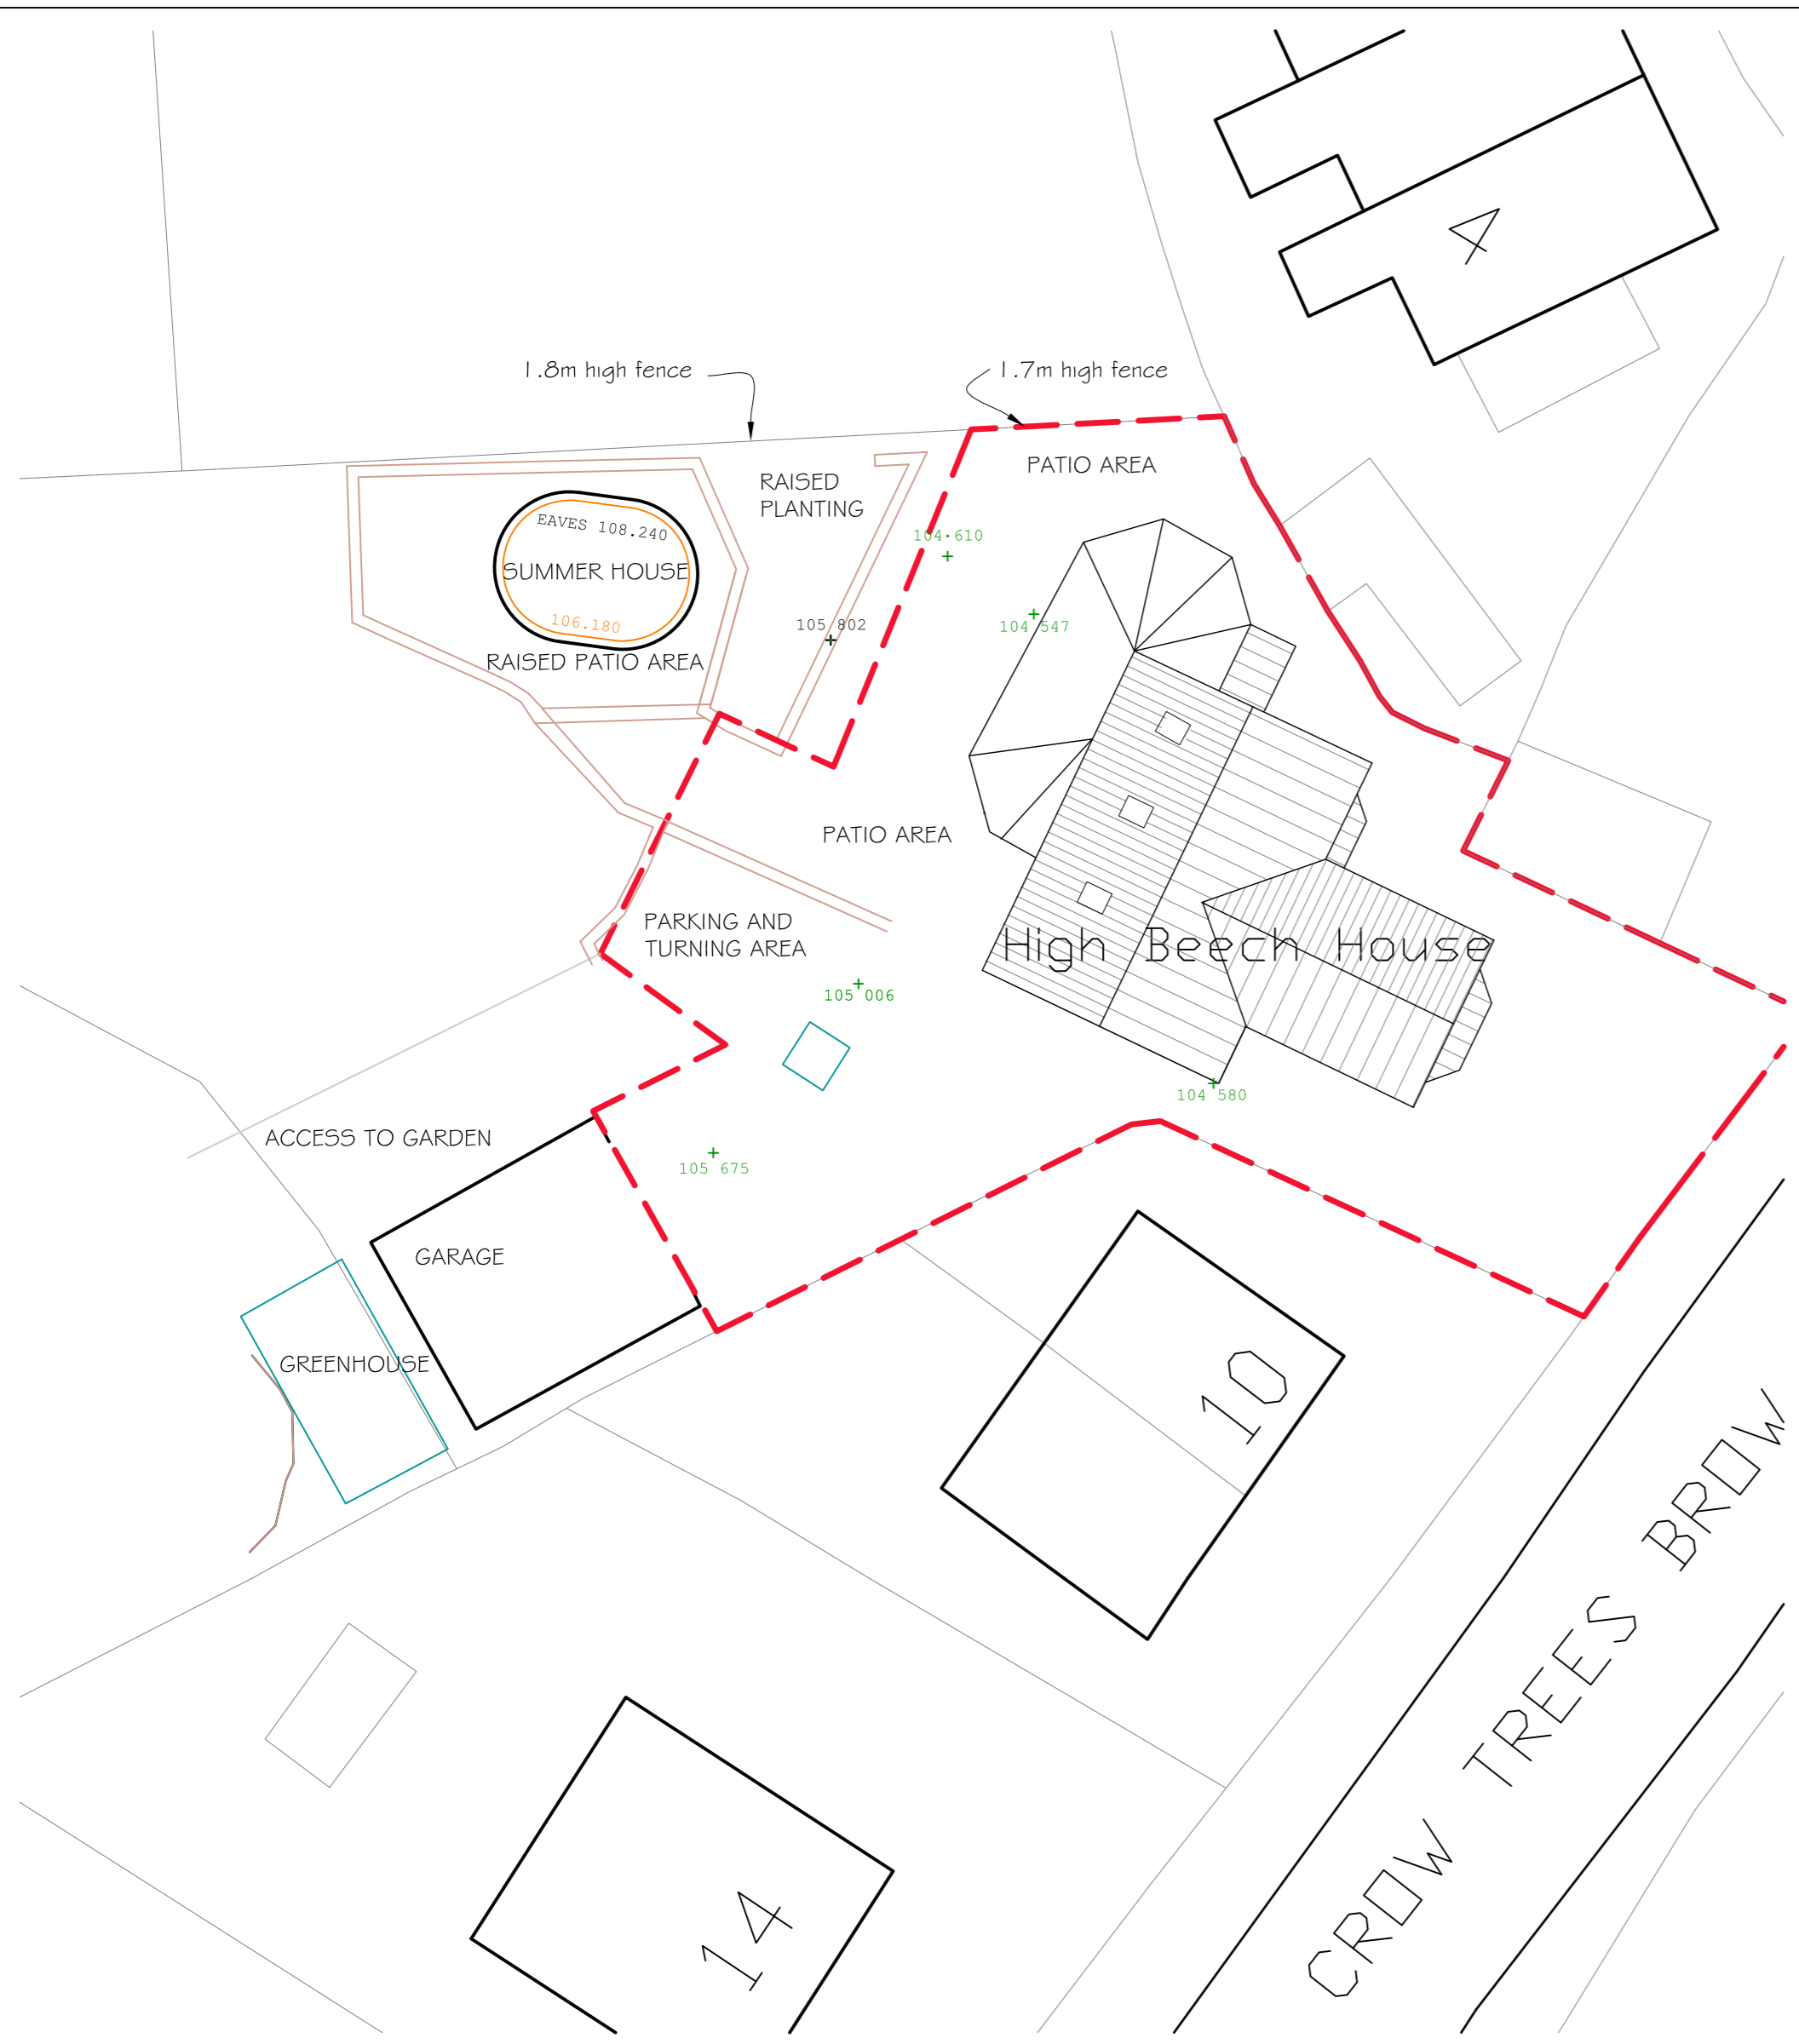 4
1.8m high fence
1.7m high fence
PATIO AREA
RAISED
PLANTING
EAVES 108.240
104.610
SUMMER HOUSE
106.180
105.802
104.547
RAISED PATIO AREA
PATIO AREA
PARKING AND
TURNING AREA
High Beech House
105.006
104.580
ACCESS TO GARDEN
105.675
GARAGE
GREENHOUSE
10
CROW TREES BROW
14